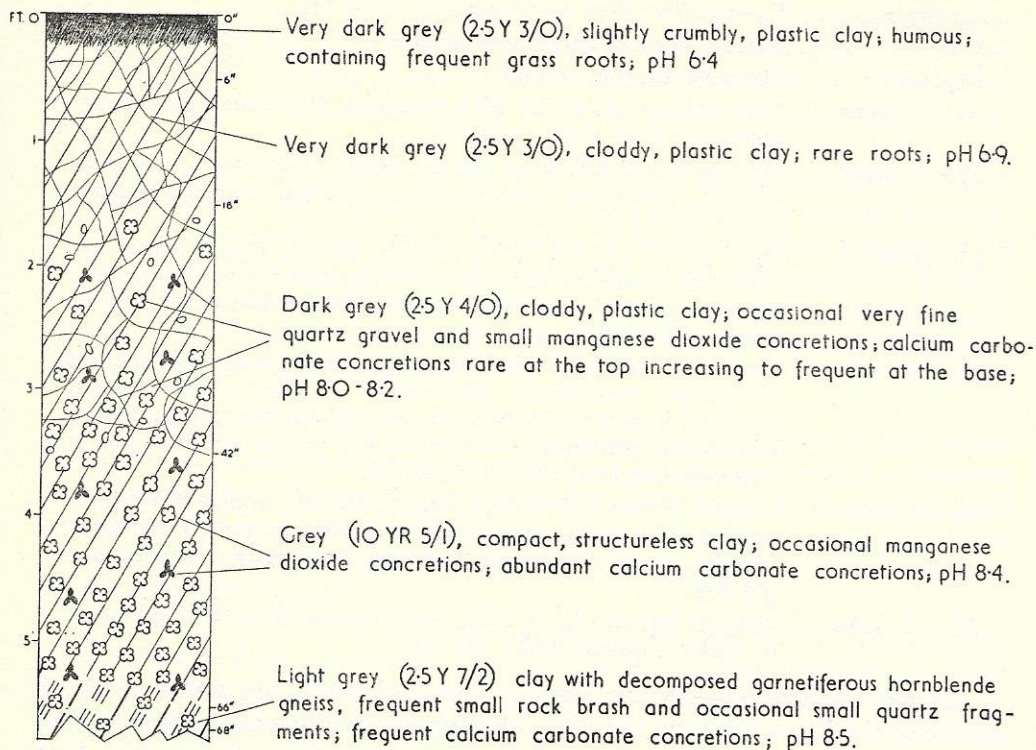 FT. 0
0"
Very dark grey (2·5 Y 3/0), slightly crumbly, plastic clay; humous;
containing frequent grass roots; pH 6·4
6"
1
Very dark grey (2·5 Y 3/0), cloddy, plastic clay; rare roots; pH 6·9.
18"
2
Dark grey (2·5 Y 4/0), cloddy, plastic clay; occasional very fine
quartz gravel and small manganese dioxide concretions; calcium carbo-
nate concretions rare at the top increasing to frequent at the base;
pH 8·0 - 8·2.
3
42"
4
Grey (10 YR 5/1), compact, structureless clay; occasional manganese
dioxide concretions; abundant calcium carbonate concretions; pH 8·4.
5
Light grey (2·5 Y 7/2) clay with decomposed garnetiferous hornblende
gneiss, frequent small rock brash and occasional small quartz frag-
ments; frequent calcium carbonate concretions; pH 8·5.
66"
68"